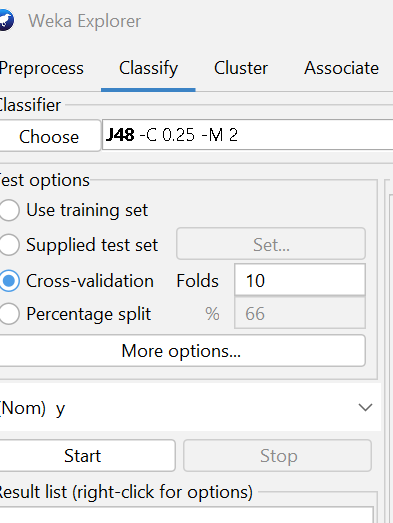 Weka Explorer
Preprocess Classify Cluster Associate
Classifier
Choose J48 -C 0.25 -M 2
Test options
Use training set
Supplied test set Set...
Cross-validation Folds 10
Percentage split % 66
More options...
(Nom) y
Start Stop
Result list (right-click for options)